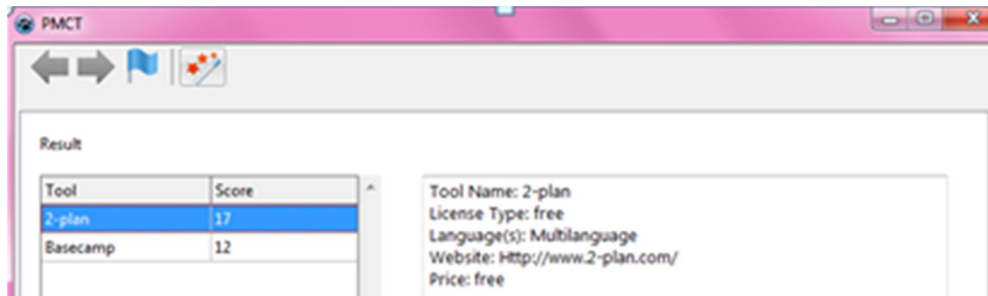 PMCT
Result
Tool Score
2-plan 17
Basecamp 12
Tool Name: 2-plan
License Type: free
Language(s): Multilanguage
Website: Http://www.2-plan.com/
Price: free